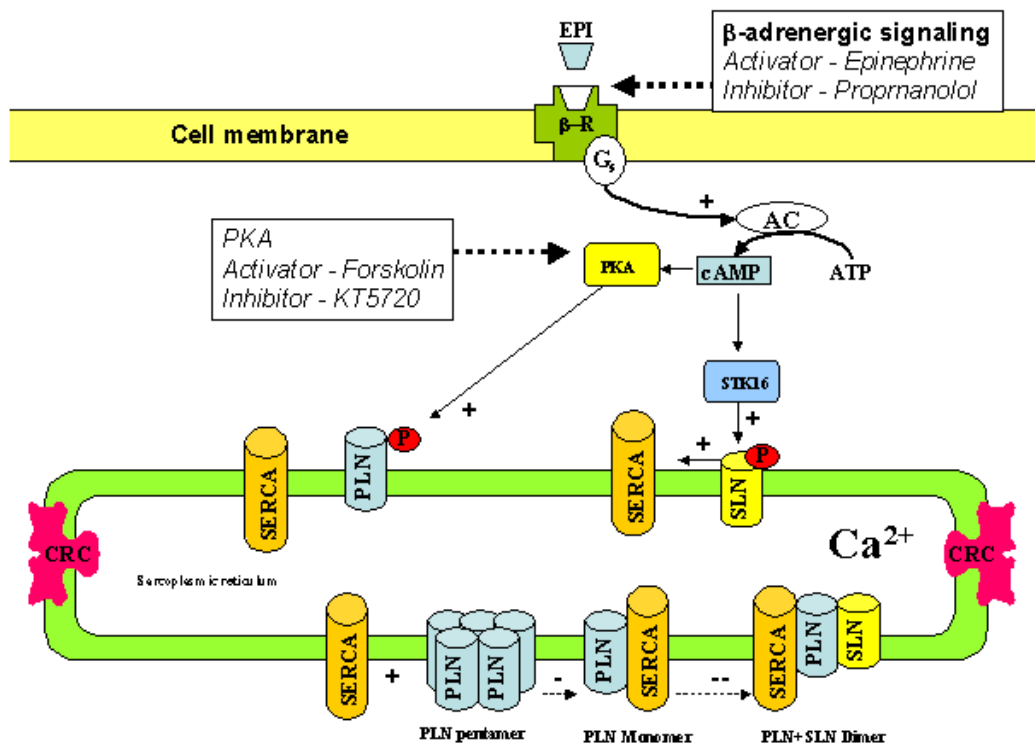 EPI
β-adrenergic signaling
Activator - Epinephrine
Inhibitor - Proprnanolol
Cell membrane
β-R
Gs
+
AC
PKA
Activator - Forskolin
Inhibitor - KT5720
PKA
cAMP
ATP
STK16
+
+
+
P
P
SERCA
PLN
SERCA
SLN
CRC
Ca2+
CRC
Sarcoplasmic reticulum
SERCA
+
PLN
PLN
-
PLN
SERCA
--
SERCA
PLN
SLN
PLN pentamer
PLN Monomer
PLN+SLN Dimer